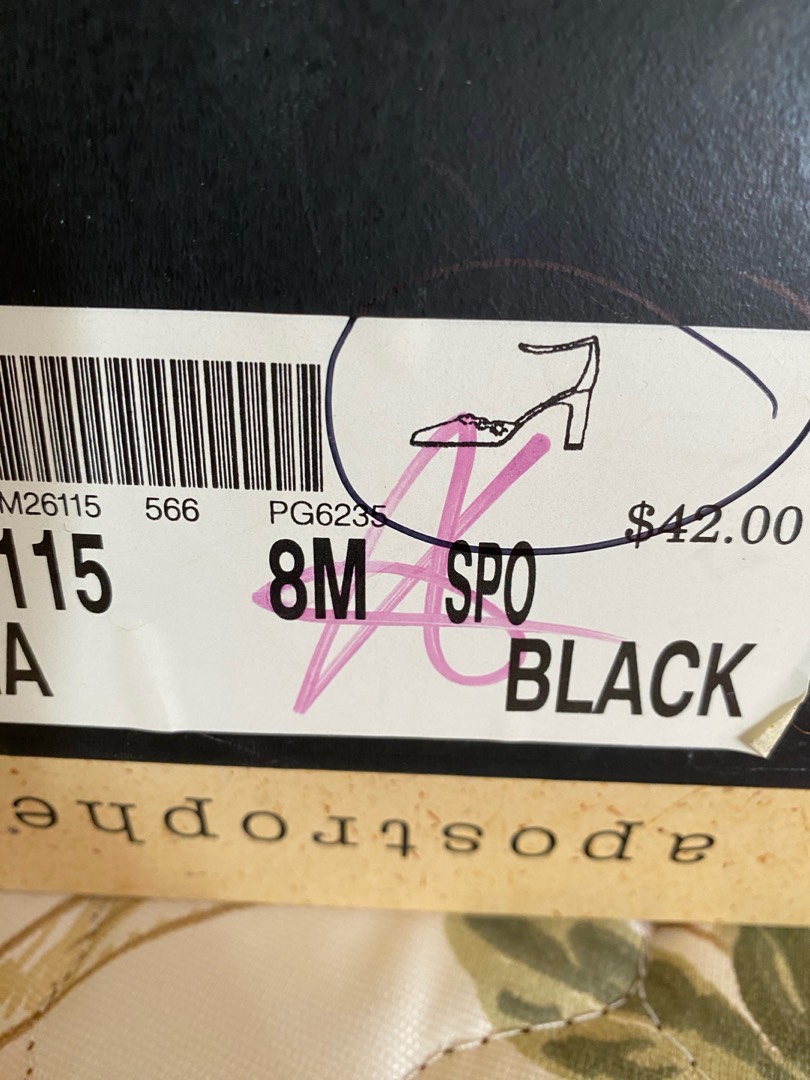 M26115 566 PG6235
$42.00
115 8M SPO
A BLACK
apostrophe